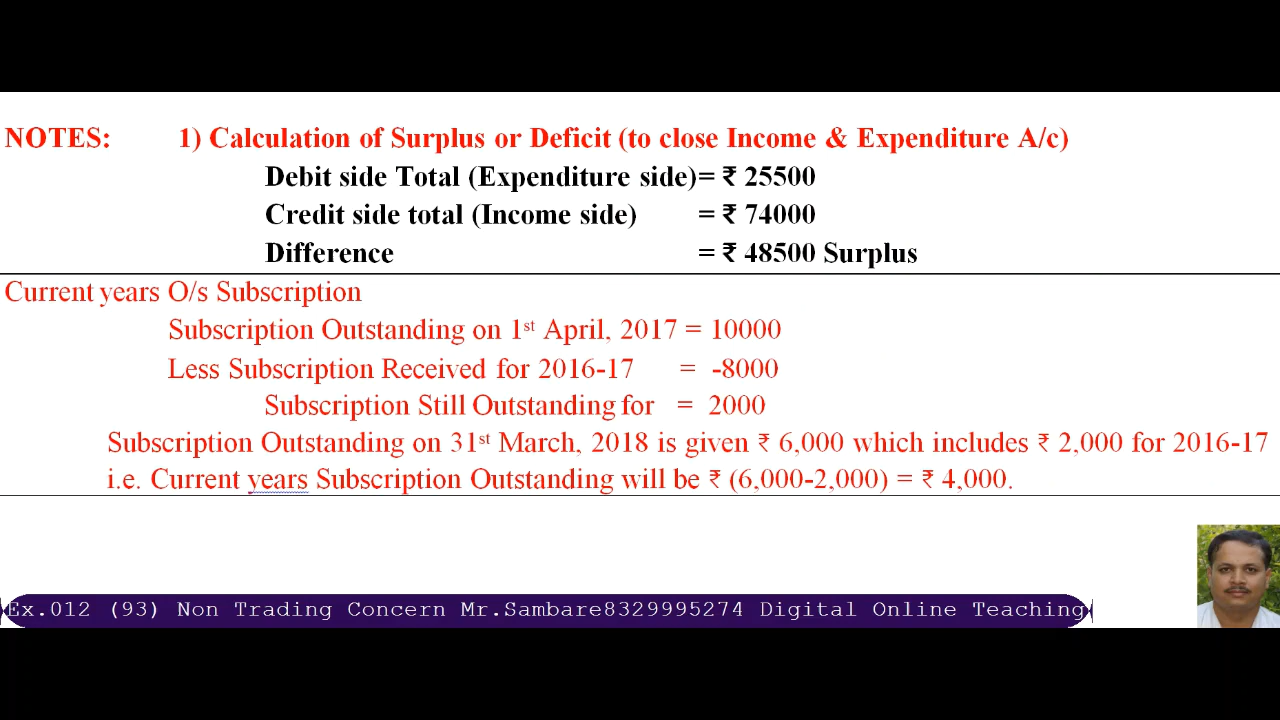 NOTES: 1) Calculation of Surplus or Deficit (to close Income & Expenditure A/c)
Debit side Total (Expenditure side)= ₹ 25500
Credit side total (Income side) = ₹ 74000
Difference = ₹ 48500 Surplus
Current years O/s Subscription
Subscription Outstanding on 1st April, 2017 = 10000
Less Subscription Received for 2016-17 = -8000
Subscription Still Outstanding for = 2000
Subscription Outstanding on 31st March, 2018 is given ₹ 6,000 which includes ₹ 2,000 for 2016-17
i.e. Current years Subscription Outstanding will be ₹ (6,000-2,000) = ₹ 4,000.
Ex.012 (93) Non Trading Concern Mr.Sambare8329995274 Digital Online Teaching